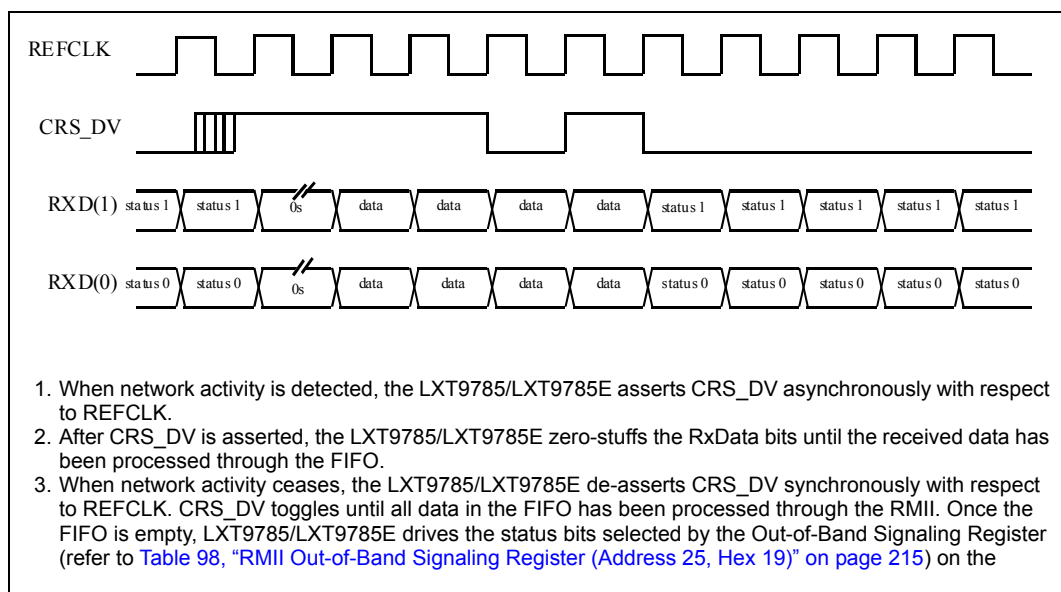 REFCLK
CRS_DV
RXD(1) status 1 status 1 0s data data data data status 1 status 1 status 1 status 1 status 1
RXD(0) status 0 status 0 0s data data data data status 0 status 0 status 0 status 0 status 0
1. When network activity is detected, the LXT9785/LXT9785E asserts CRS_DV asynchronously with respect
to REFCLK.
2. After CRS_DV is asserted, the LXT9785/LXT9785E zero-stuffs the RxData bits until the received data has
been processed through the FIFO.
3. When network activity ceases, the LXT9785/LXT9785E de-asserts CRS_DV synchronously with respect
to REFCLK. CRS_DV toggles until all data in the FIFO has been processed through the RMII. Once the
FIFO is empty, LXT9785/LXT9785E drives the status bits selected by the Out-of-Band Signaling Register
(refer to Table 98, “RMII Out-of-Band Signaling Register (Address 25, Hex 19)” on page 215) on the